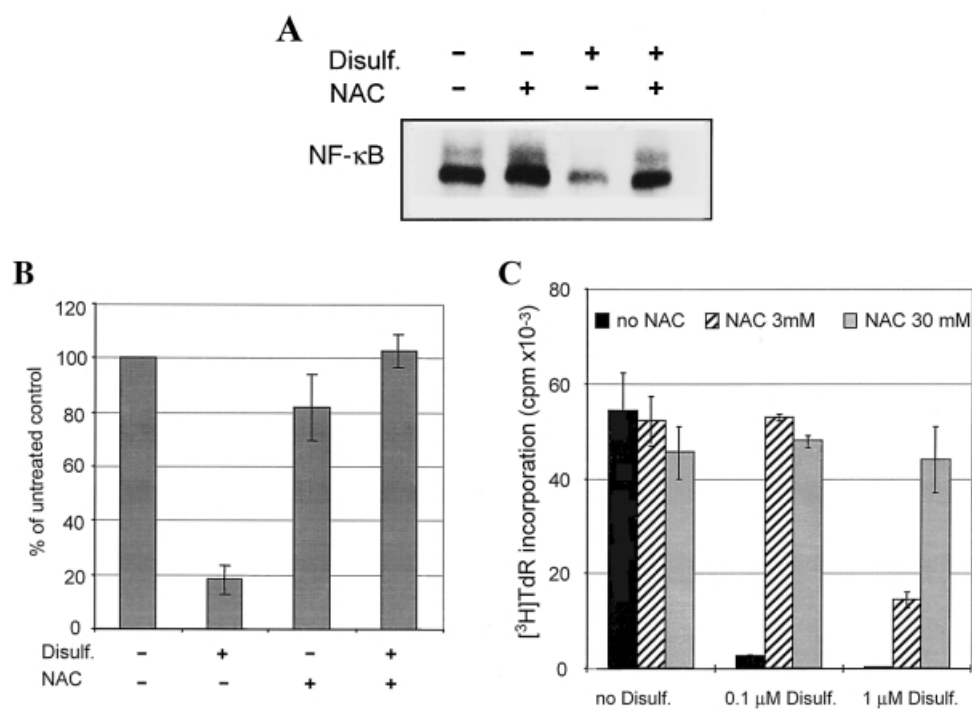 A
Disulf. - - + +
NAC - + - +
NF-κB
B
120
100
80
60
40
20
0
% of untreated control
Disulf. - + - +
NAC - - + +
C
80
60
40
20
0
[³H]TdR incorporation (cpm x10⁻³)
no NAC NAC 3mM NAC 30 mM
no Disulf. 0.1 μM Disulf. 1 μM Disulf.